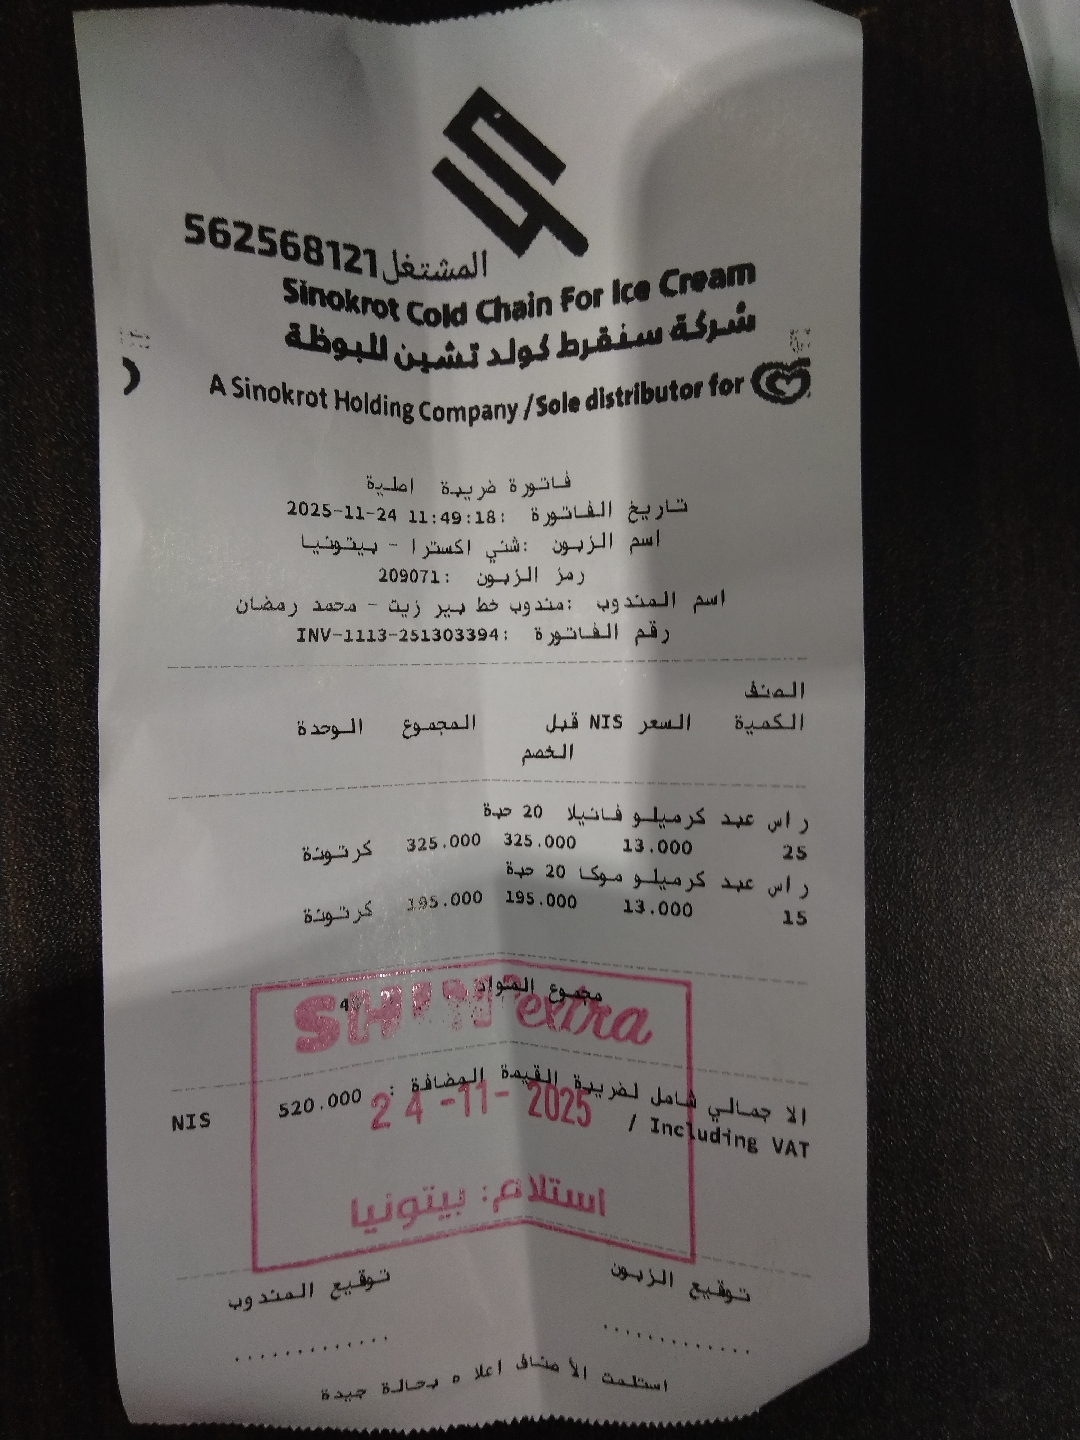 المشتغل 562568121
Sinokrot Cold Chain For Ice Cream
شركة سنقرط كولد تشين للبوظة
A Sinokrot Holding Company / Sole distributor for
فاتورة ضريبة اصلية
تاريخ الفاتورة :2025-11-24 11:49:18
اسم الزبون :شني اكسترا - بيتونيا
رمز الزبون :209071
اسم المندوب :مندوب خط بير زيت - محمد رمضان
رقم الفاتورة :INV-1113-251303394
الصنف
الكمية السعر NIS قبل المجموع الوحدة
الخصم
راس عبد كرميلو فانيلا 20 حبة
25 13.000 325.000 325.000 كرتونة
راس عبد كرميلو موكا 20 حبة
15 13.000 195.000 195.000 كرتونة
مجموع المواد
extra
الاجمالي شامل لضريبة القيمة المضافة : 520.000 NIS
/ Including VAT
24-11-2025
استلام: بيتونيا
توقيع الزبون توقيع المندوب
.............. ..............
استلمت الأصناف اعلاه بحالة جيدة